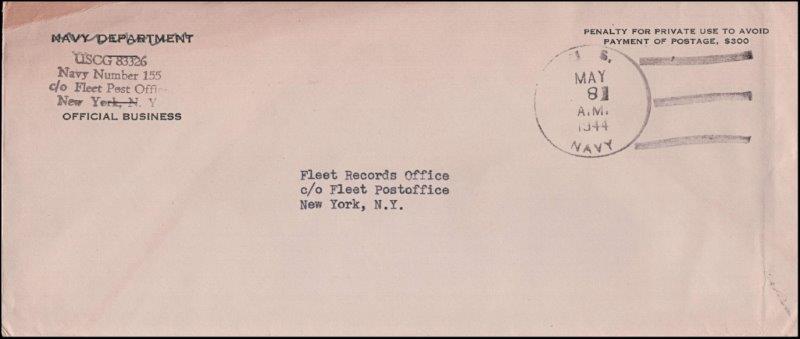 NAVY DEPARTMENT
USCG 83326
Navy Number 155
c/o Fleet Post Offi
New York, N. Y
OFFICIAL BUSINESS
PENALTY FOR PRIVATE USE TO AVOID
PAYMENT OF POSTAGE, $300
S.
MAY
8
A.M.
1944
NAVY
Fleet Records Office
c/o Fleet Postoffice
New York, N.Y.